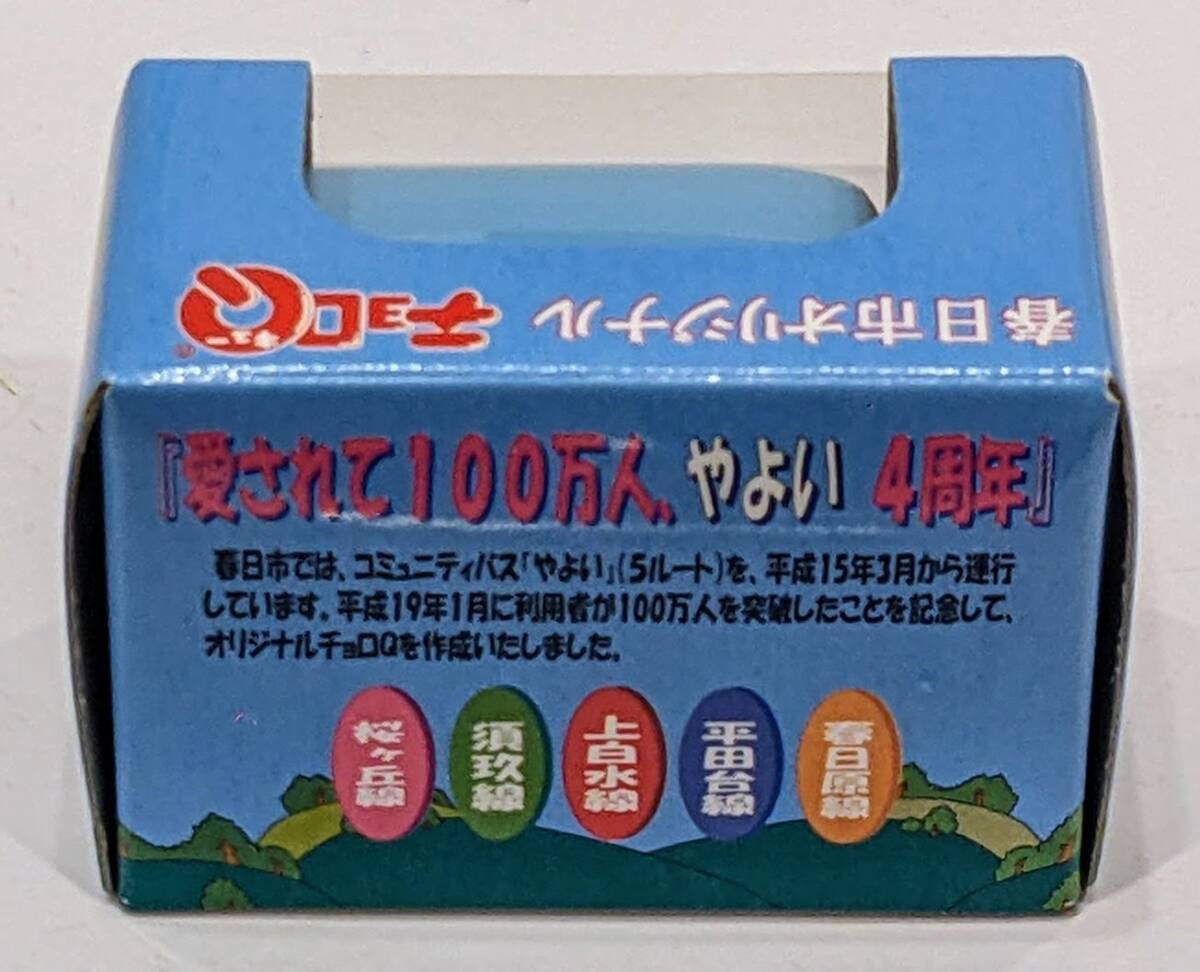 春日市オリジナル チョロQ キュー ®
『愛されて100万人、やよい 4周年』
春日市では、コミュニティバス「やよい」（5ルート）を、平成15年3月から運行
しています。平成19年1月に利用者が100万人を突破したことを記念して、
オリジナルチョロQを作成いたしました。
桜ヶ丘線 須玖線 上白水線 平田台線 春日原線